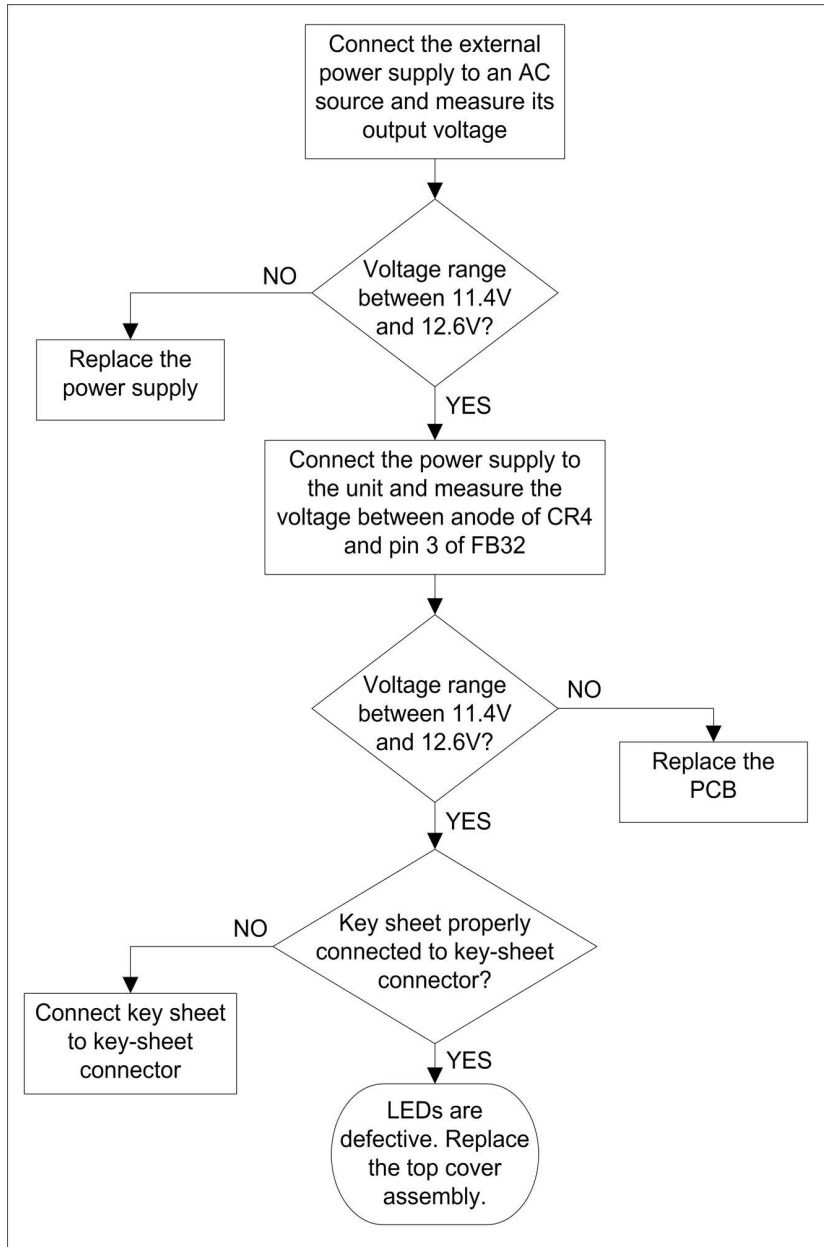 Connect the external
power supply to an AC
source and measure its
output voltage
Voltage range
between 11.4V
and 12.6V?
NO
Replace the
power supply
YES
Connect the power supply to
the unit and measure the
voltage between anode of CR4
and pin 3 of FB32
Voltage range
between 11.4V
and 12.6V?
NO
Replace the
PCB
YES
Key sheet properly
connected to key-sheet
connector?
NO
Connect key sheet
to key-sheet
connector
YES
LEDs are
defective. Replace
the top cover
assembly.